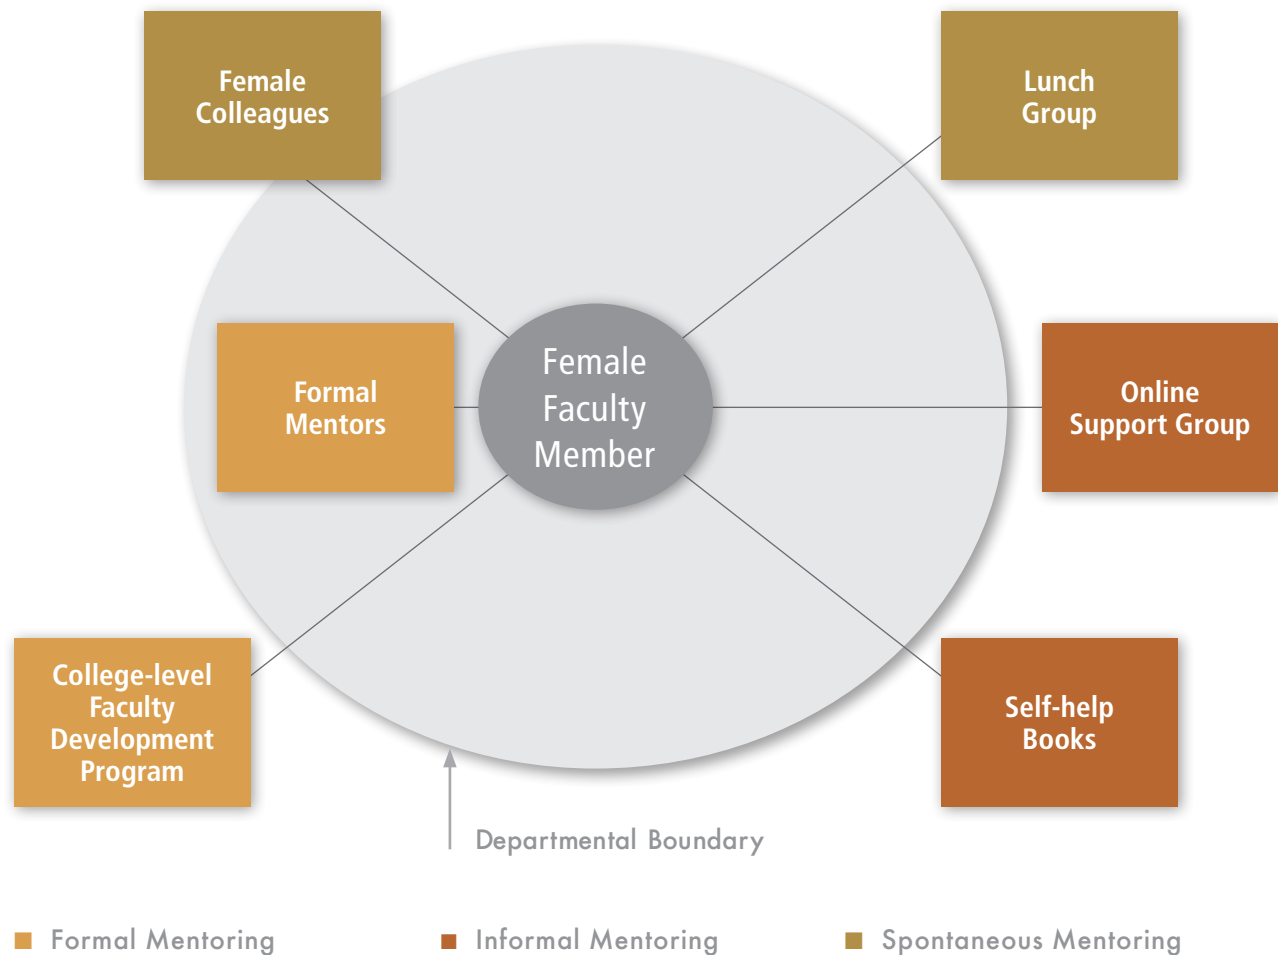 Female
Colleagues
Lunch
Group
Formal
Mentors
Female
Faculty
Member
Online
Support Group
College-level
Faculty
Development
Program
Self-help
Books
Departmental Boundary
Formal Mentoring
Informal Mentoring
Spontaneous Mentoring